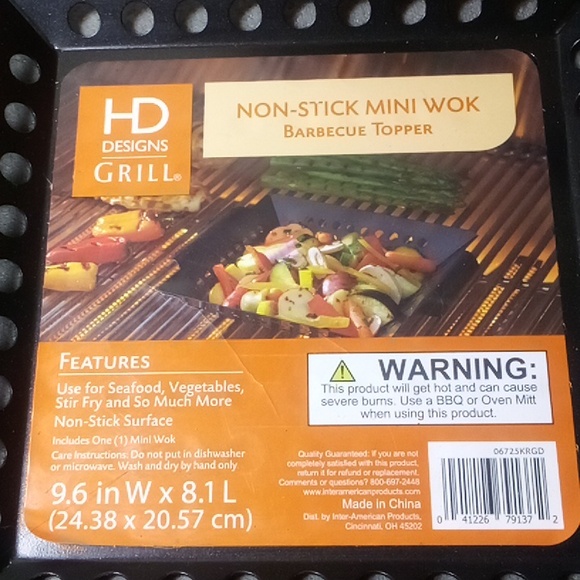 HD
DESIGNS
GRILL®
NON-STICK MINI WOK
BARBECUE TOPPER
FEATURES
Use for Seafood, Vegetables,
Stir Fry and So Much More
Non-Stick Surface
Includes One (1) Mini Wok
Care Instructions: Do not put in dishwasher
or microwave. Wash and dry by hand only
9.6 in W x 8.1 L
(24.38 x 20.57 cm)
WARNING:
This product will get hot and can cause
severe burns. Use a BBQ or Oven Mitt
when using this product.
Quality Guaranteed: If you are not
completely satisfied with this product,
return it for refund or replacement.
Comments or questions? 800-697-2448
www.interamericanproducts.com
Made in China
Dist. by Inter-American Products,
Cincinnati, OH 45202
06725KRGD
0 41226 79137 2